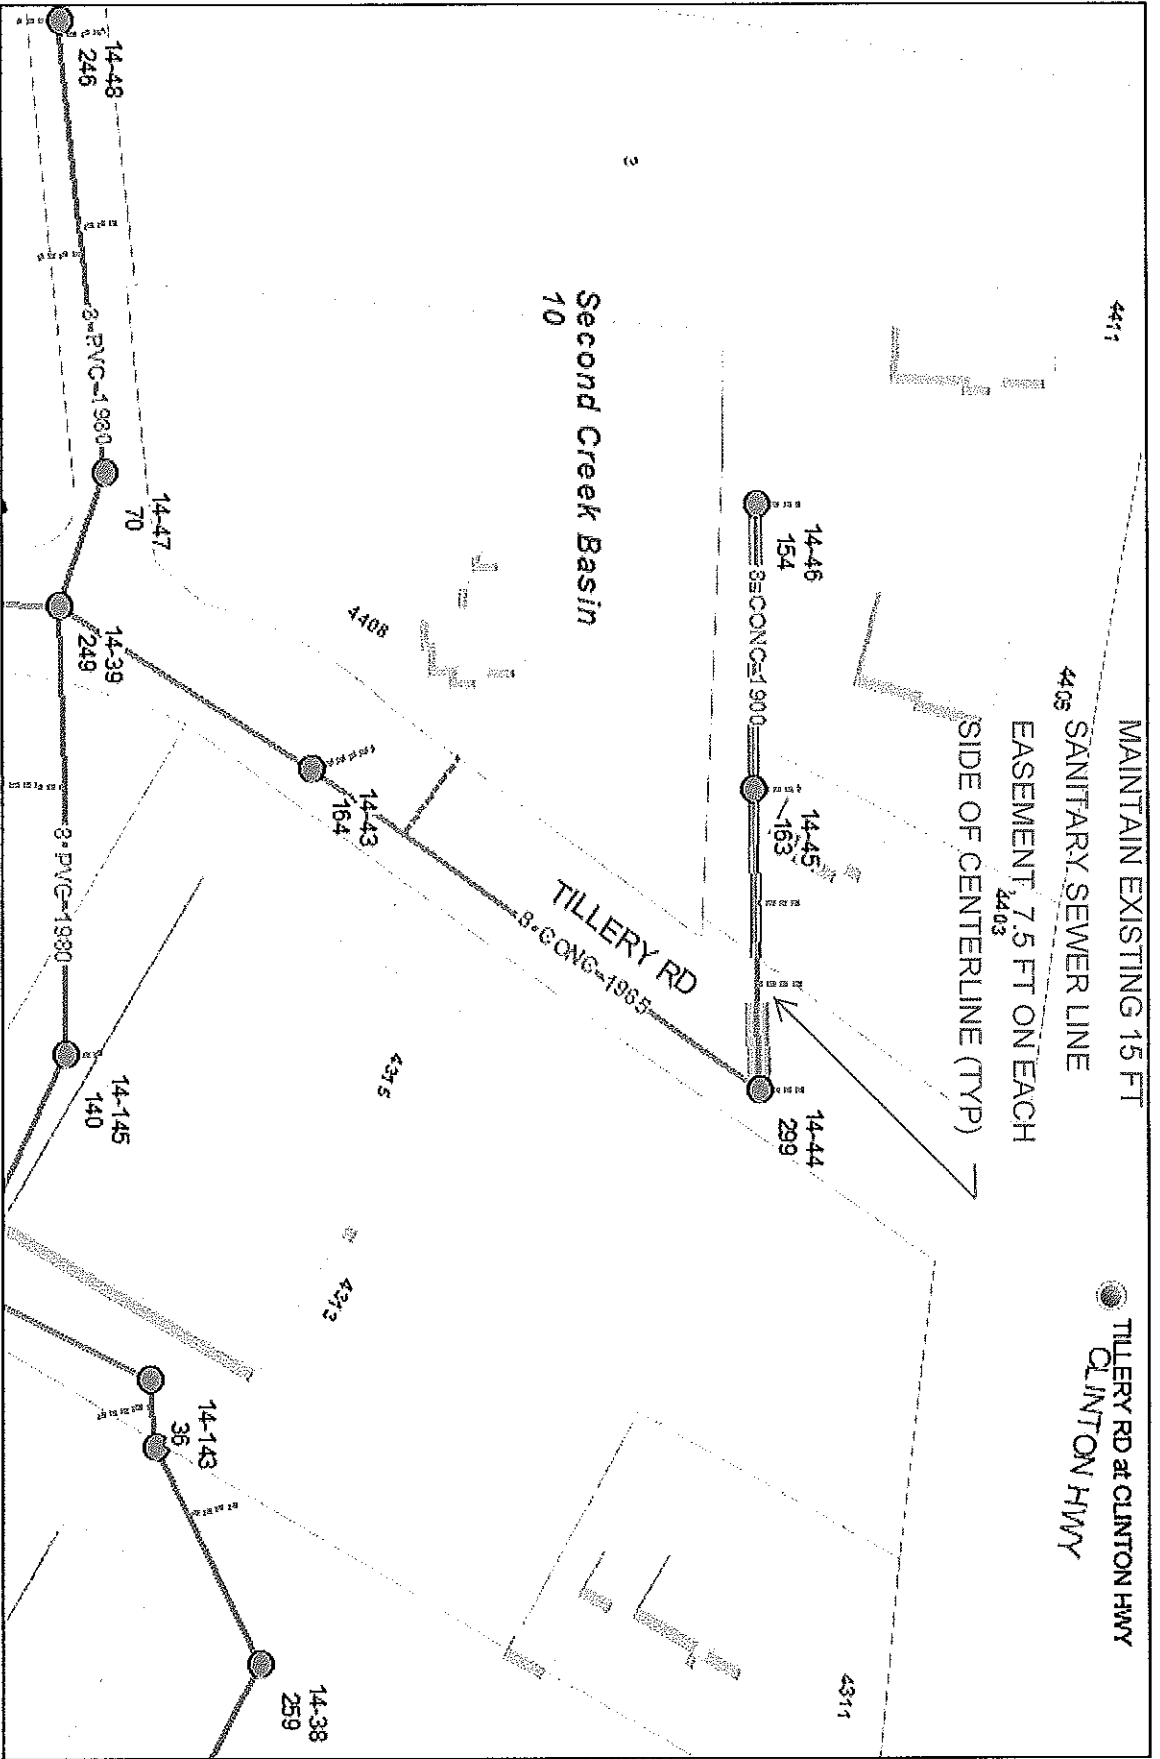 MAINTAIN EXISTING 15 FT
SANITARY SEWER LINE
EASEMENT, 7.5 FT ON EACH
SIDE OF CENTERLINE (TYP)
TILLERY RD at CLINTON HWY
CLINTON HWY
4411
4405
4403
14-46
154
8-CONC-1900
14-45
163
14-44
299
3
Second Creek Basin
10
TILLERY RD
8-CONC-1965
4408
14-43
164
14-48
246
8-PVC-1980
14-47
70
14-39
249
8-PVC-1980
14-145
140
4315
4313
4311
14-143
36
14-38
259